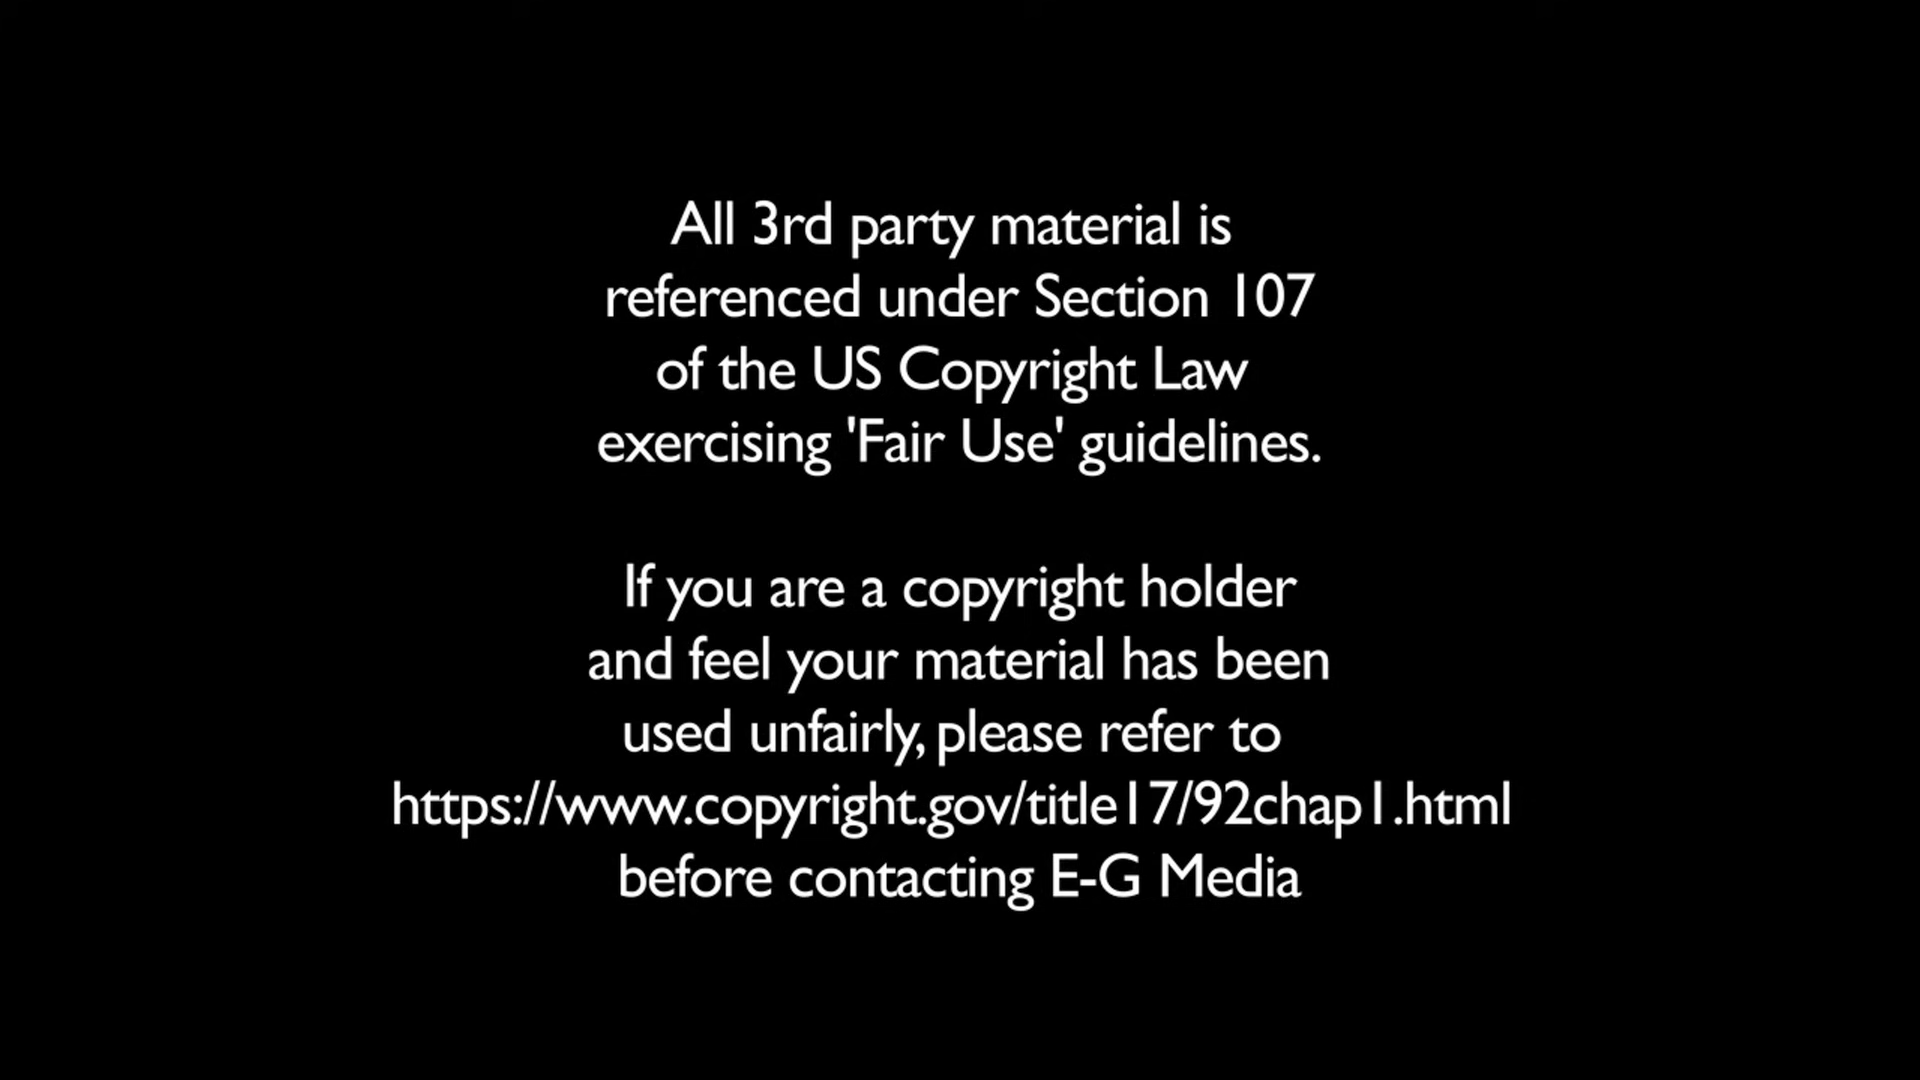 All 3rd party material is
referenced under Section 107
of the US Copyright Law
exercising 'Fair Use' guidelines.
If you are a copyright holder
and feel your material has been
used unfairly, please refer to
https://www.copyright.gov/title17/92chap1.html
before contacting E-G Media